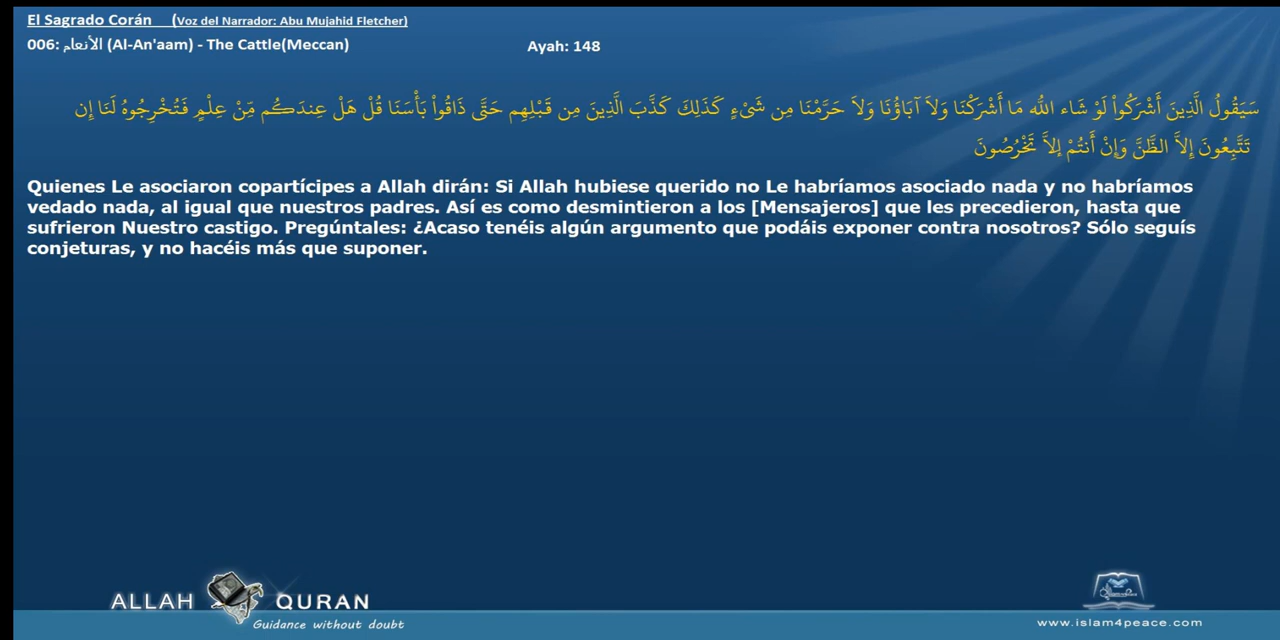 El Sagrado Corán (Voz del Narrador: Abu Mujahid Fletcher)
006: الأنعام (Al-An'aam) - The Cattle(Meccan) Ayah: 148
سَيَقُولُ الَّذِينَ أَشْرَكُواْ لَوْ شَاء اللّهُ مَا أَشْرَكْنَا وَلاَ آبَاؤُنَا وَلاَ حَرَّمْنَا مِن شَيْءٍ كَذَلِكَ كَذَّبَ الَّذِينَ مِن قَبْلِهِم حَتَّى ذَاقُواْ بَأْسَنَا قُلْ هَلْ عِندَكُم مِّنْ عِلْمٍ فَتُخْرِجُوهُ لَنَا إِن
تَتَّبِعُونَ إِلاَّ الظَّنَّ وَإِنْ أَنتُمْ إِلاَّ تَخْرُصُونَ
Quienes Le asociaron copartícipes a Allah dirán: Si Allah hubiese querido no Le habríamos asociado nada y no habríamos
vedado nada, al igual que nuestros padres. Así es como desmintieron a los [Mensajeros] que les precedieron, hasta que
sufrieron Nuestro castigo. Pregúntales: ¿Acaso tenéis algún argumento que podáis exponer contra nosotros? Sólo seguís
conjeturas, y no hacéis más que suponer.
ALLAH QURAN
Guidance without doubt
www.islam4peace.com